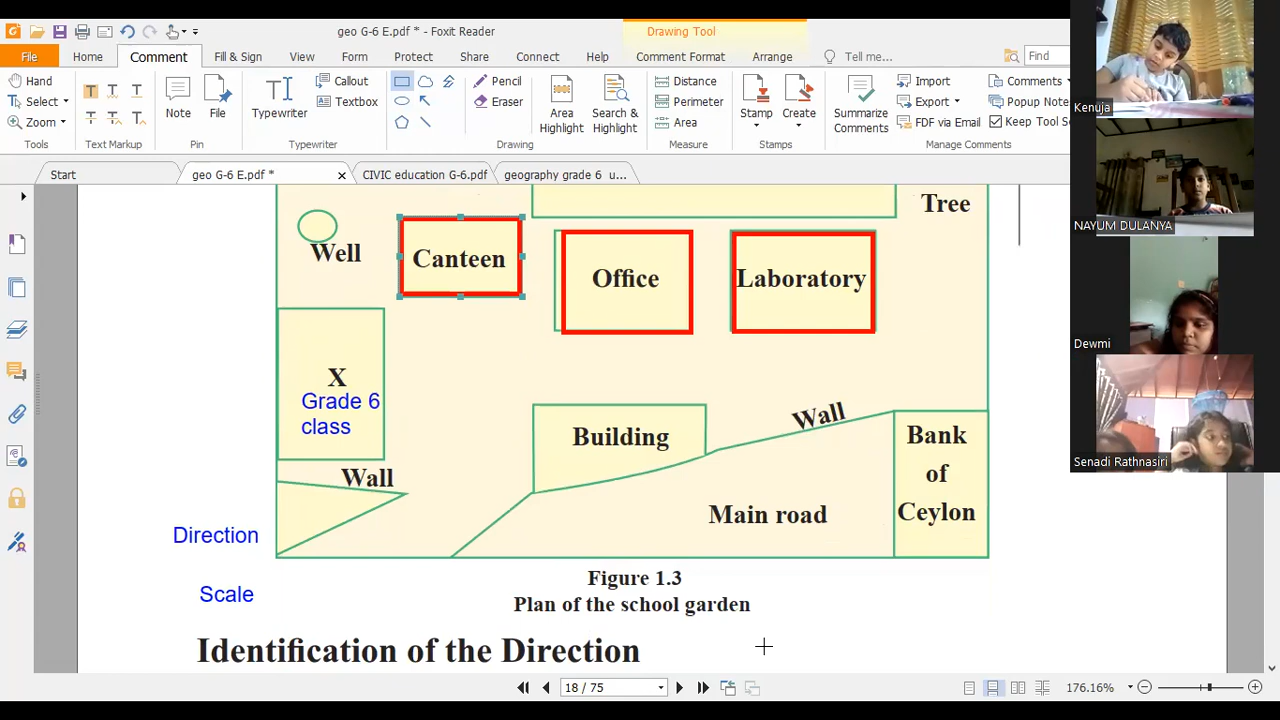 geo G-6 E.pdf * - Foxit Reader
Drawing Tool
File Home Comment Fill & Sign View Form Protect Share Connect Help Comment Format Arrange Tell me... Find
Hand
Select
Zoom
Tools
Text Markup
Note
File
Pin
Typewriter
Callout
Textbox
Typewriter
Pencil
Eraser
Area Highlight
Search & Highlight
Drawing
Distance
Perimeter
Area
Measure
Stamp
Create
Stamps
Summarize Comments
Import
Export
FDF via Email
Comments
Popup Note
Keep Tool S
Manage Comments
Start
geo G-6 E.pdf *
CIVIC education G-6.pdf
geography grade 6 u...
Tree
Well
Canteen
Office
Laboratory
X
Grade 6
class
Wall
Building
Wall
Bank
of
Ceylon
Main road
Direction
Scale
Figure 1.3
Plan of the school garden
Identification of the Direction
18 / 75
176.16%
Kenuja
NAYUM DULANYA
Dewmi
Senadi Rathnasiri